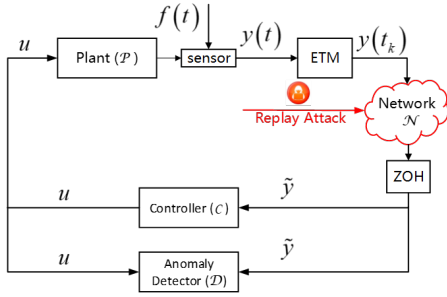 f(t)
u
Plant (𝒫)
sensor
y(t)
ETM
y(t_k)
Replay Attack
Network
𝒩
ZOH
u
Controller (C)
ỹ
u
Anomaly
Detector (𝒟)
ỹ